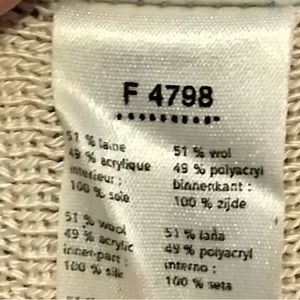 F 4798
51 % laine
49 % acrylique
interieur :
100 % soie
51 % wol
49 % polyacryl
binnenkant :
100 % zijde
51 % wool
49 % acrylic
inner-part :
100 % silk
51 % laña
49 % polyacryl
interno :
100 % seta